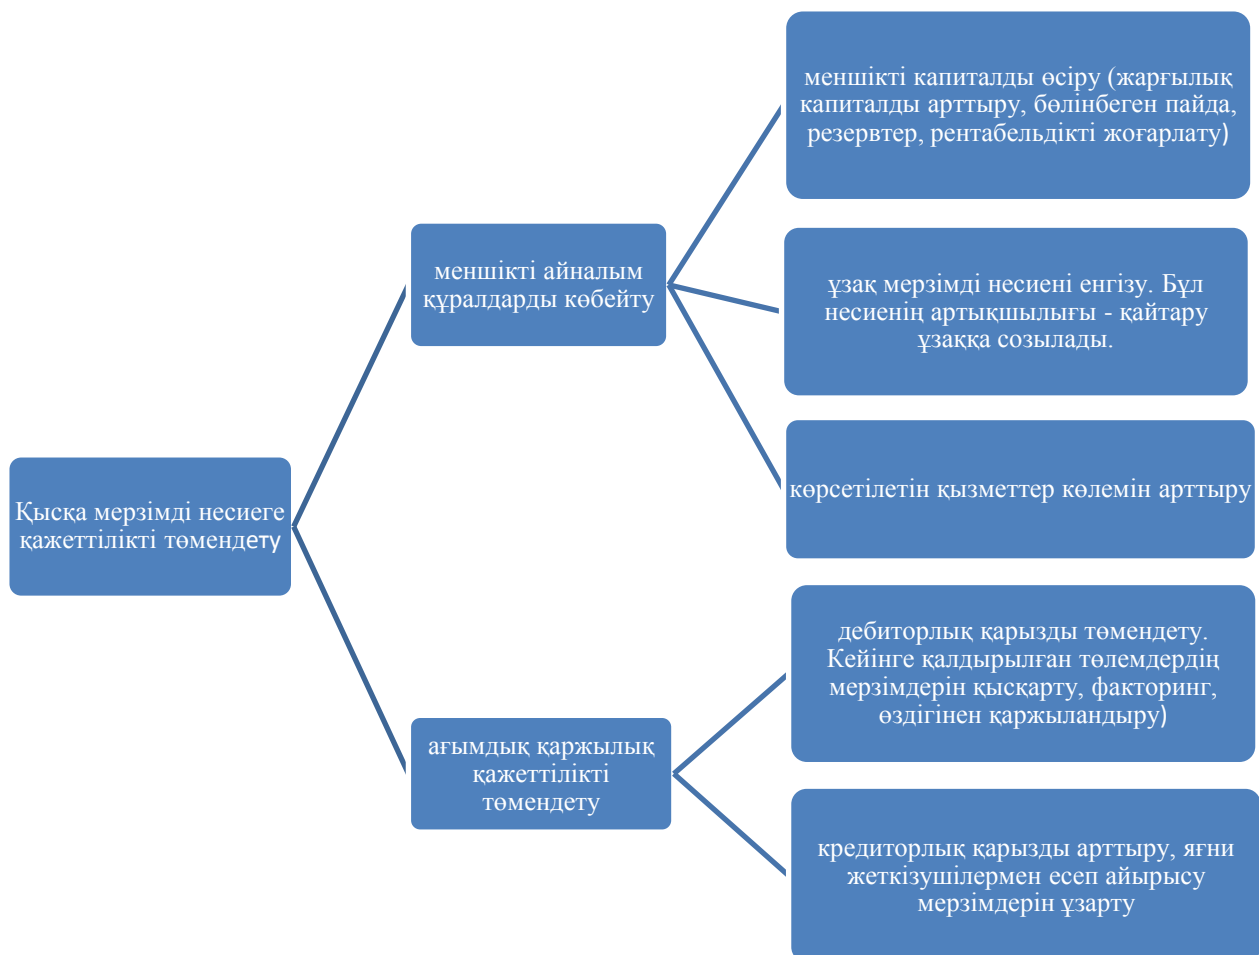 Қысқа мерзімді несиеге
қажеттілікті төмендету
меншікті айналым
құралдарды көбейту
меншікті капиталды өсіру (жарғылық
капиталды арттыру, бөлінбеген пайда,
резервтер, рентабельдікті жоғарлату)
ұзақ мерзімді несиені енгізу. Бұл
несиенің артықшылығы - қайтару
ұзаққа созылады.
көрсетілетін қызметтер көлемін арттыру
ағымдық қаржылық
қажеттілікті
төмендету
дебиторлық қарызды төмендету.
Кейінге қалдырылған төлемдердің
мерзімдерін қысқарту, факторинг,
өздігінен қаржыландыру)
кредиторлық қарызды арттыру, яғни
жеткізушілермен есеп айырысу
мерзімдерін ұзарту